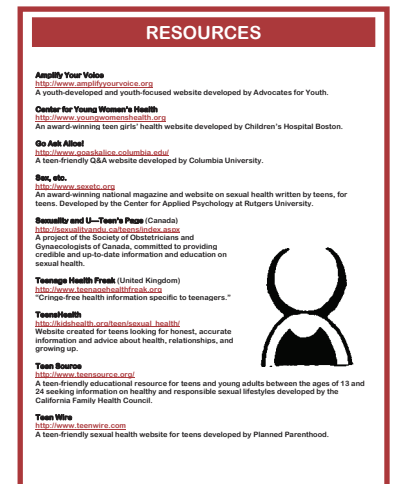 RESOURCES
Amplify Your Voice
http://www.amplifyyourvoice.org
A youth-developed and youth-focused website developed by Advocates for Youth.
Center for Young Women's Health
http://www.youngwomenshealth.org
An award-winning teen girls' health website developed by Children's Hospital Boston.
Go Ask Alice!
http://www.goaskalice.columbia.edu/
A teen-friendly Q&A website developed by Columbia University.
Sex, etc.
http://www.sexetc.org
An award-winning national magazine and website on sexual health written by teens, for
teens. Developed by the Center for Applied Psychology at Rutgers University.
Sexuality and U—Teen's Page (Canada)
http://sexualityandu.ca/teens/index.aspx
A project of the Society of Obstetricians and
Gynaecologists of Canada, committed to providing
credible and up-to-date information and education on
sexual health.
Teenage Health Freak (United Kingdom)
http://www.teenagehealthfreak.org
"Cringe-free health information specific to teenagers."
TeensHealth
http://kidshealth.org/teen/sexual_health/
Website created for teens looking for honest, accurate
information and advice about health, relationships, and
growing up.
Teen Source
http://www.teensource.org/
A teen-friendly educational resource for teens and young adults between the ages of 13 and
24 seeking information on healthy and responsible sexual lifestyles developed by the
California Family Health Council.
Teen Wire
http://www.teenwire.com
A teen-friendly sexual health website for teens developed by Planned Parenthood.